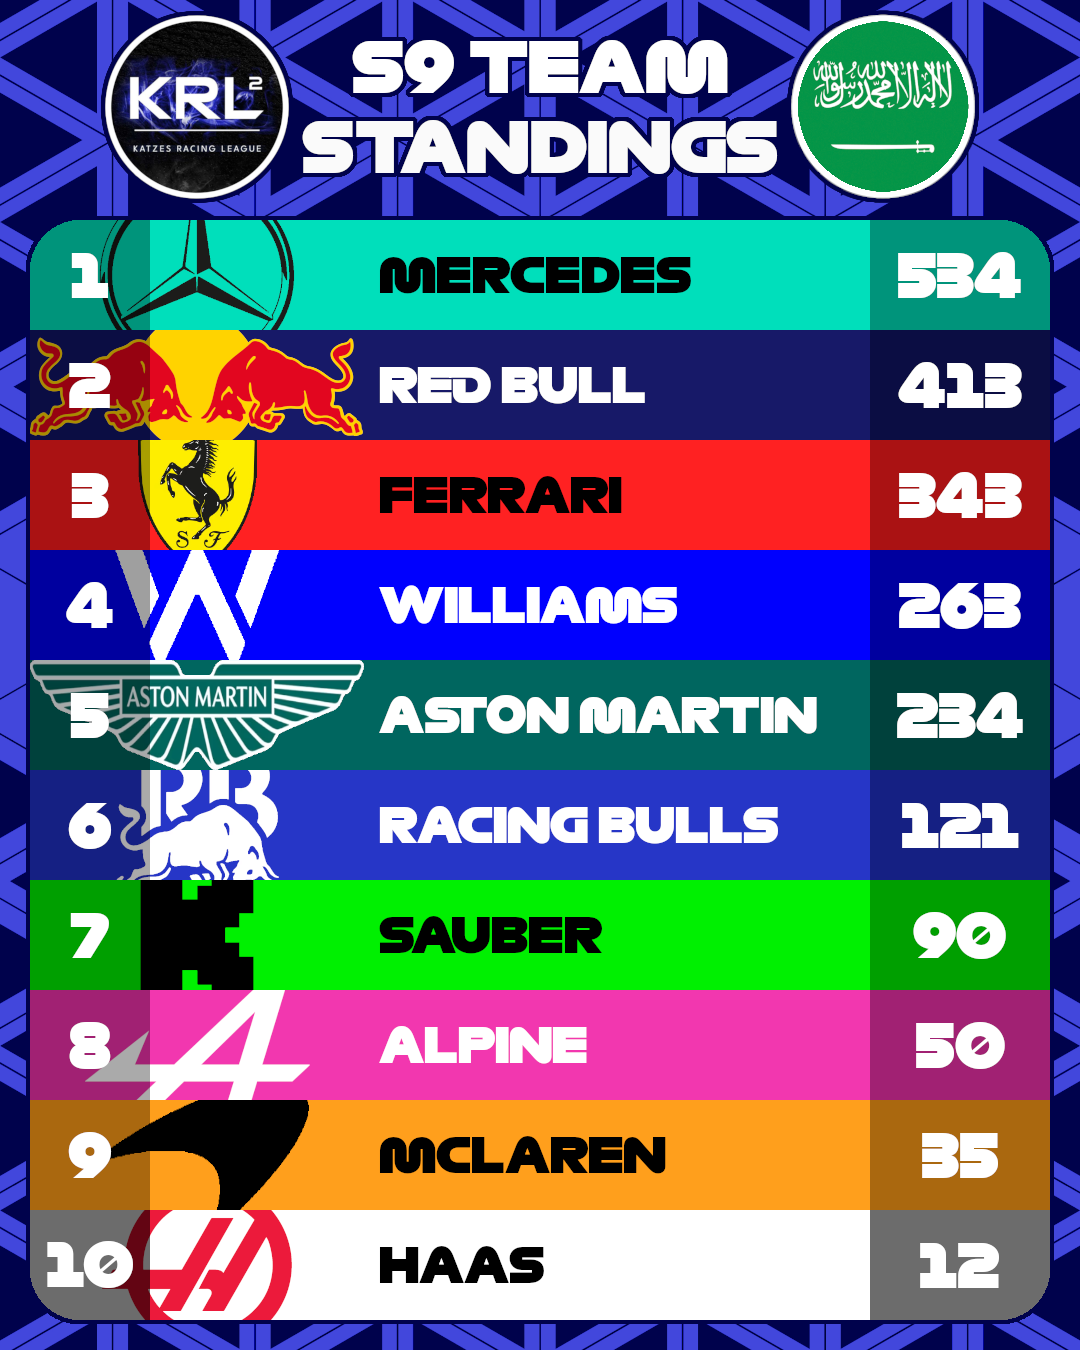 KRL²
KATZES RACING LEAGUE
S9 TEAM
STANDINGS
لا إله إلا الله محمد رسول الله
1 MERCEDES 534
2 RED BULL 413
3 S F FERRARI 343
4 W WILLIAMS 263
5 ASTON MARTIN ASTON MARTIN 234
6 RB RACING BULLS 121
7 K SAUBER 90
8 A ALPINE 50
9 MCLAREN 35
10 H HAAS 12